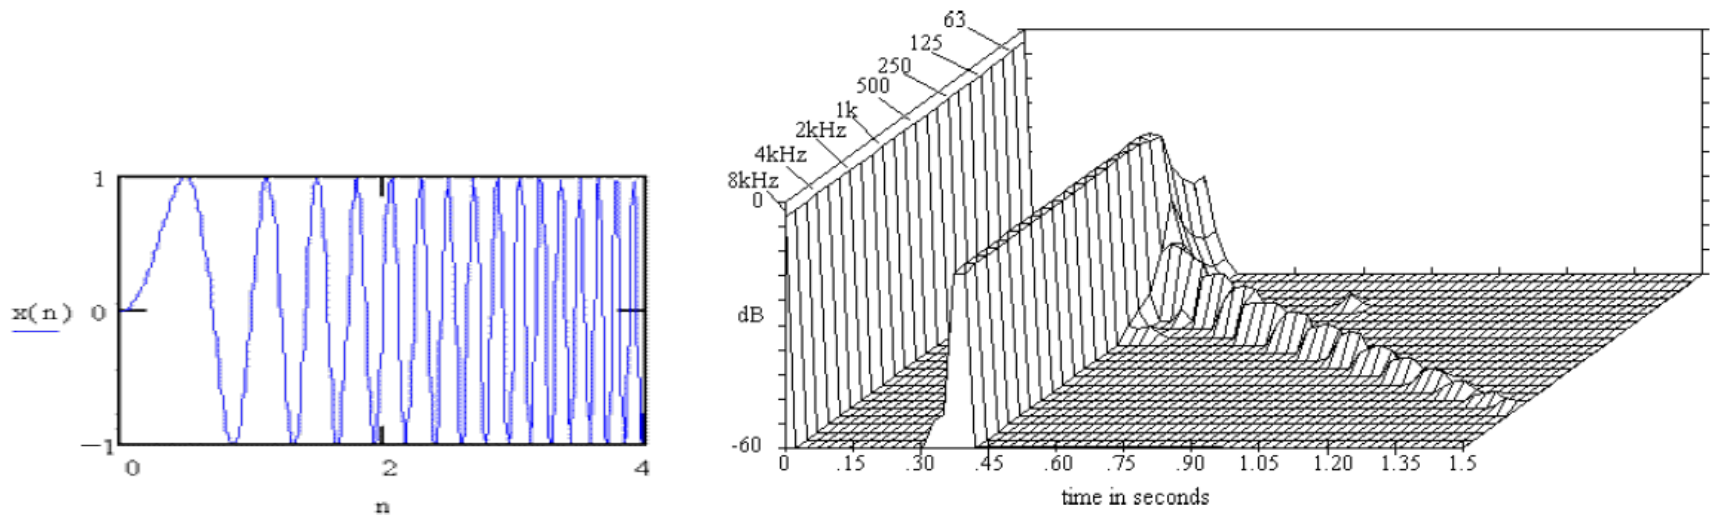 1
x(n) 0
−1
0 2 4
n
63
125
250
500
1k
2kHz
4kHz
8kHz
0
dB
-60
0 .15 .30 .45 .60 .75 .90 1.05 1.20 1.35 1.5
time in seconds